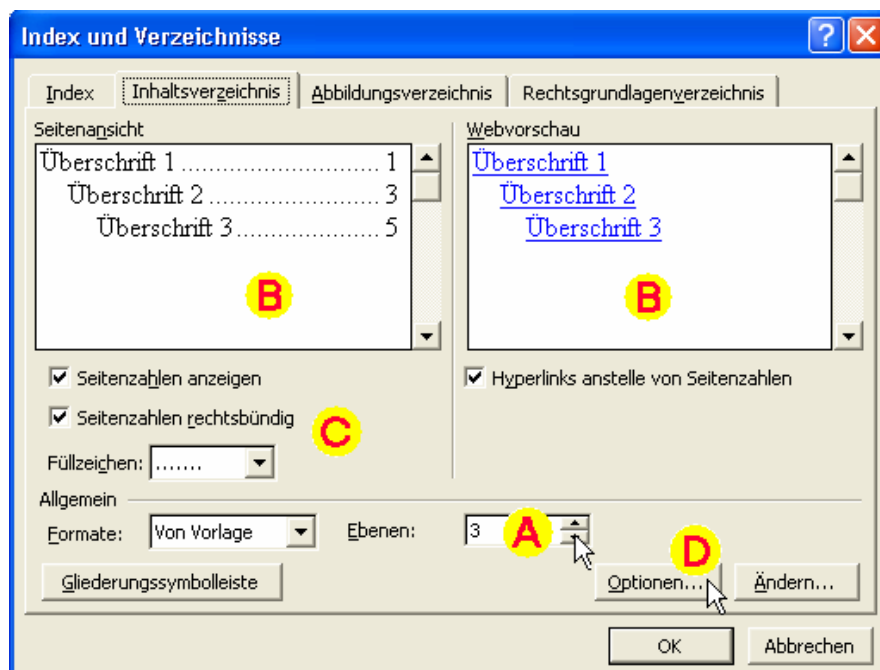 Index und Verzeichnisse
Index Inhaltsverzeichnis Abbildungsverzeichnis Rechtsgrundlagenverzeichnis
Seitenansicht
Überschrift 1 ........................... 1
Überschrift 2 ....................... 3
Überschrift 3 ..................... 5
B
Webvorschau
Überschrift 1
Überschrift 2
Überschrift 3
B
Seitenzahlen anzeigen
Seitenzahlen rechtsbündig
C
Füllzeichen: .......
Hyperlinks anstelle von Seitenzahlen
Allgemein
Formate: Von Vorlage Ebenen: 3 A
D
Gliederungssymbolleiste Optionen... Ändern...
OK Abbrechen